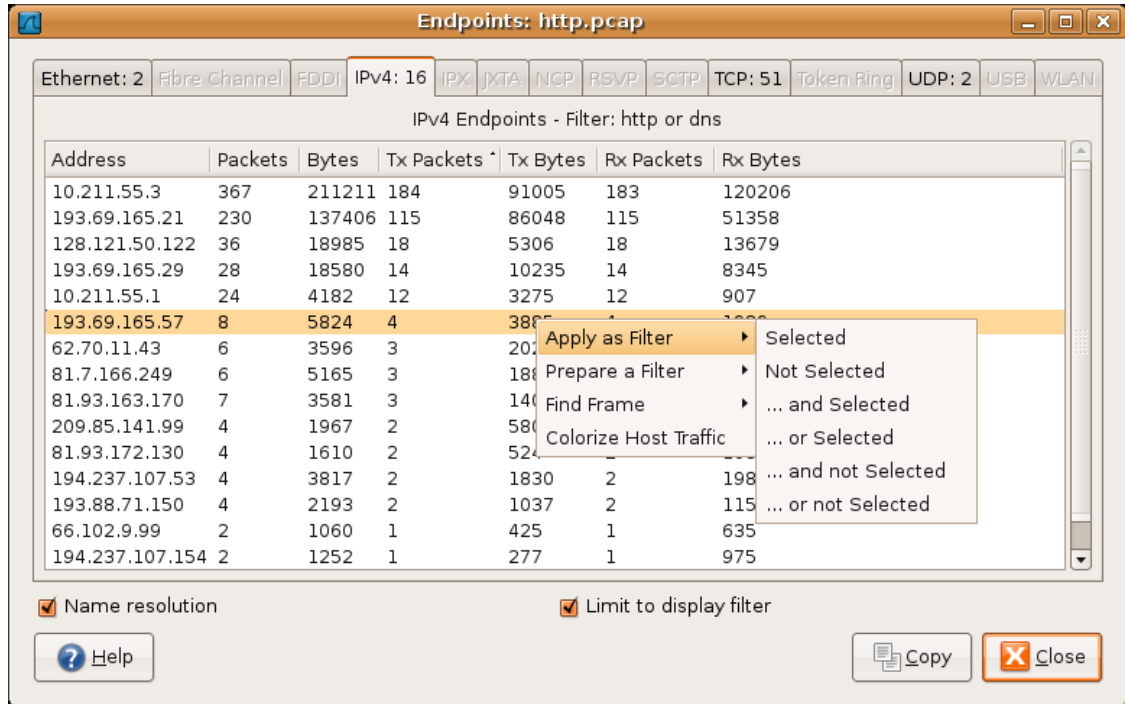 Endpoints: http.pcap
Ethernet: 2 Fibre Channel FDDI IPv4: 16 IPX JXTA NCP RSVP SCTP TCP: 51 Token Ring UDP: 2 USB WLAN
IPv4 Endpoints - Filter: http or dns
Address Packets Bytes Tx Packets Tx Bytes Rx Packets Rx Bytes
10.211.55.3 367 211211 184 91005 183 120206
193.69.165.21 230 137406 115 86048 115 51358
128.121.50.122 36 18985 18 5306 18 13679
193.69.165.29 28 18580 14 10235 14 8345
10.211.55.1 24 4182 12 3275 12 907
193.69.165.57 8 5824 4
Apply as Filter Selected
62.70.11.43 6 3596 3
81.7.166.249 6 5165 3
Prepare a Filter Not Selected
81.93.163.170 7 3581 3
Find Frame ... and Selected
209.85.141.99 4 1967 2
Colorize Host Traffic ... or Selected
81.93.172.130 4 1610 2
194.237.107.53 4 3817 2 1830 2
... and not Selected
193.88.71.150 4 2193 2 1037 2
... or not Selected
66.102.9.99 2 1060 1 425 1 635
194.237.107.154 2 1252 1 277 1 975
Name resolution Limit to display filter
Help Copy Close